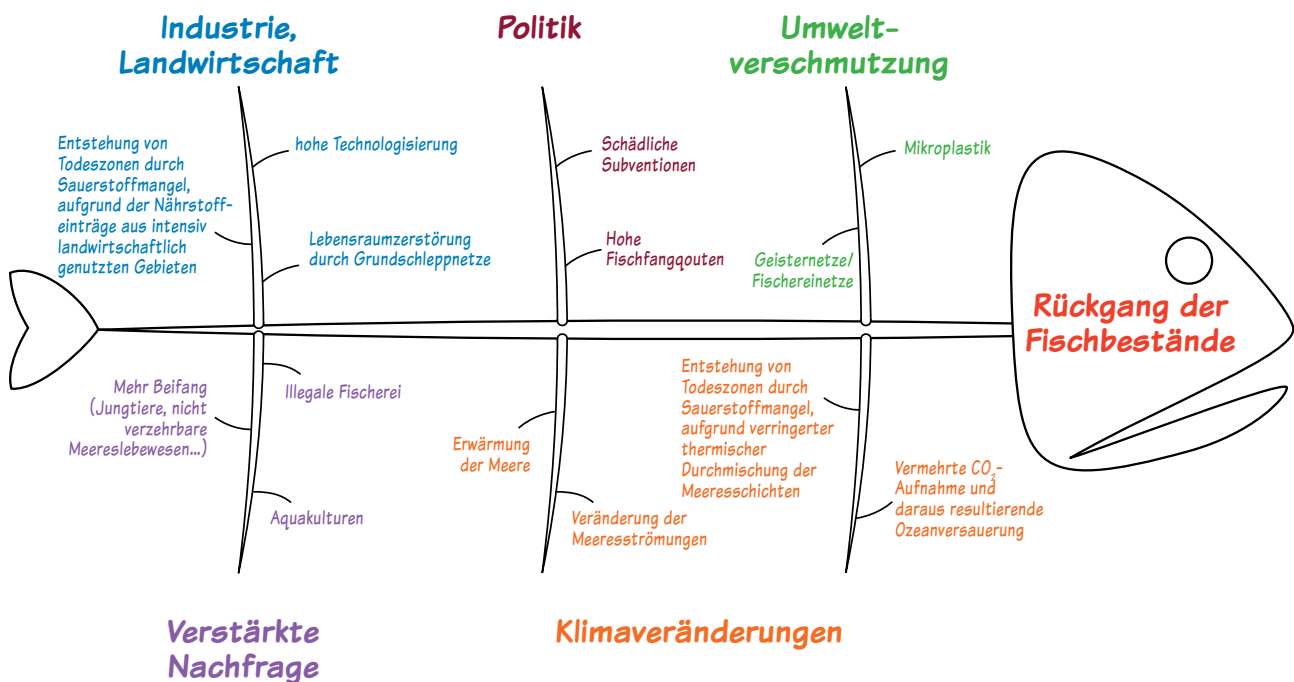 Industrie,
Landwirtschaft
Politik
Umwelt-
verschmutzung
Entstehung von
Todeszonen durch
Sauerstoffmangel,
aufgrund der Nährstoff-
einträge aus intensiv
landwirtschaftlich
genutzten Gebieten
hohe Technologisierung
Lebensraumzerstörung
durch Grundschleppnetze
Schädliche
Subventionen
Hohe
Fischfangqouten
Mikroplastik
Geisternetze/
Fischereinetze
Rückgang der
Fischbestände
Mehr Beifang
(Jungtiere, nicht
verzehrbare
Meereslebewesen...)
Illegale Fischerei
Aquakulturen
Erwärmung
der Meere
Veränderung der
Meeresströmungen
Entstehung von
Todeszonen durch
Sauerstoffmangel,
aufgrund verringerter
thermischer
Durchmischung der
Meeresschichten
Vermehrte CO₂-
Aufnahme und
daraus resultierende
Ozeanversauerung
Verstärkte
Nachfrage
Klimaveränderungen